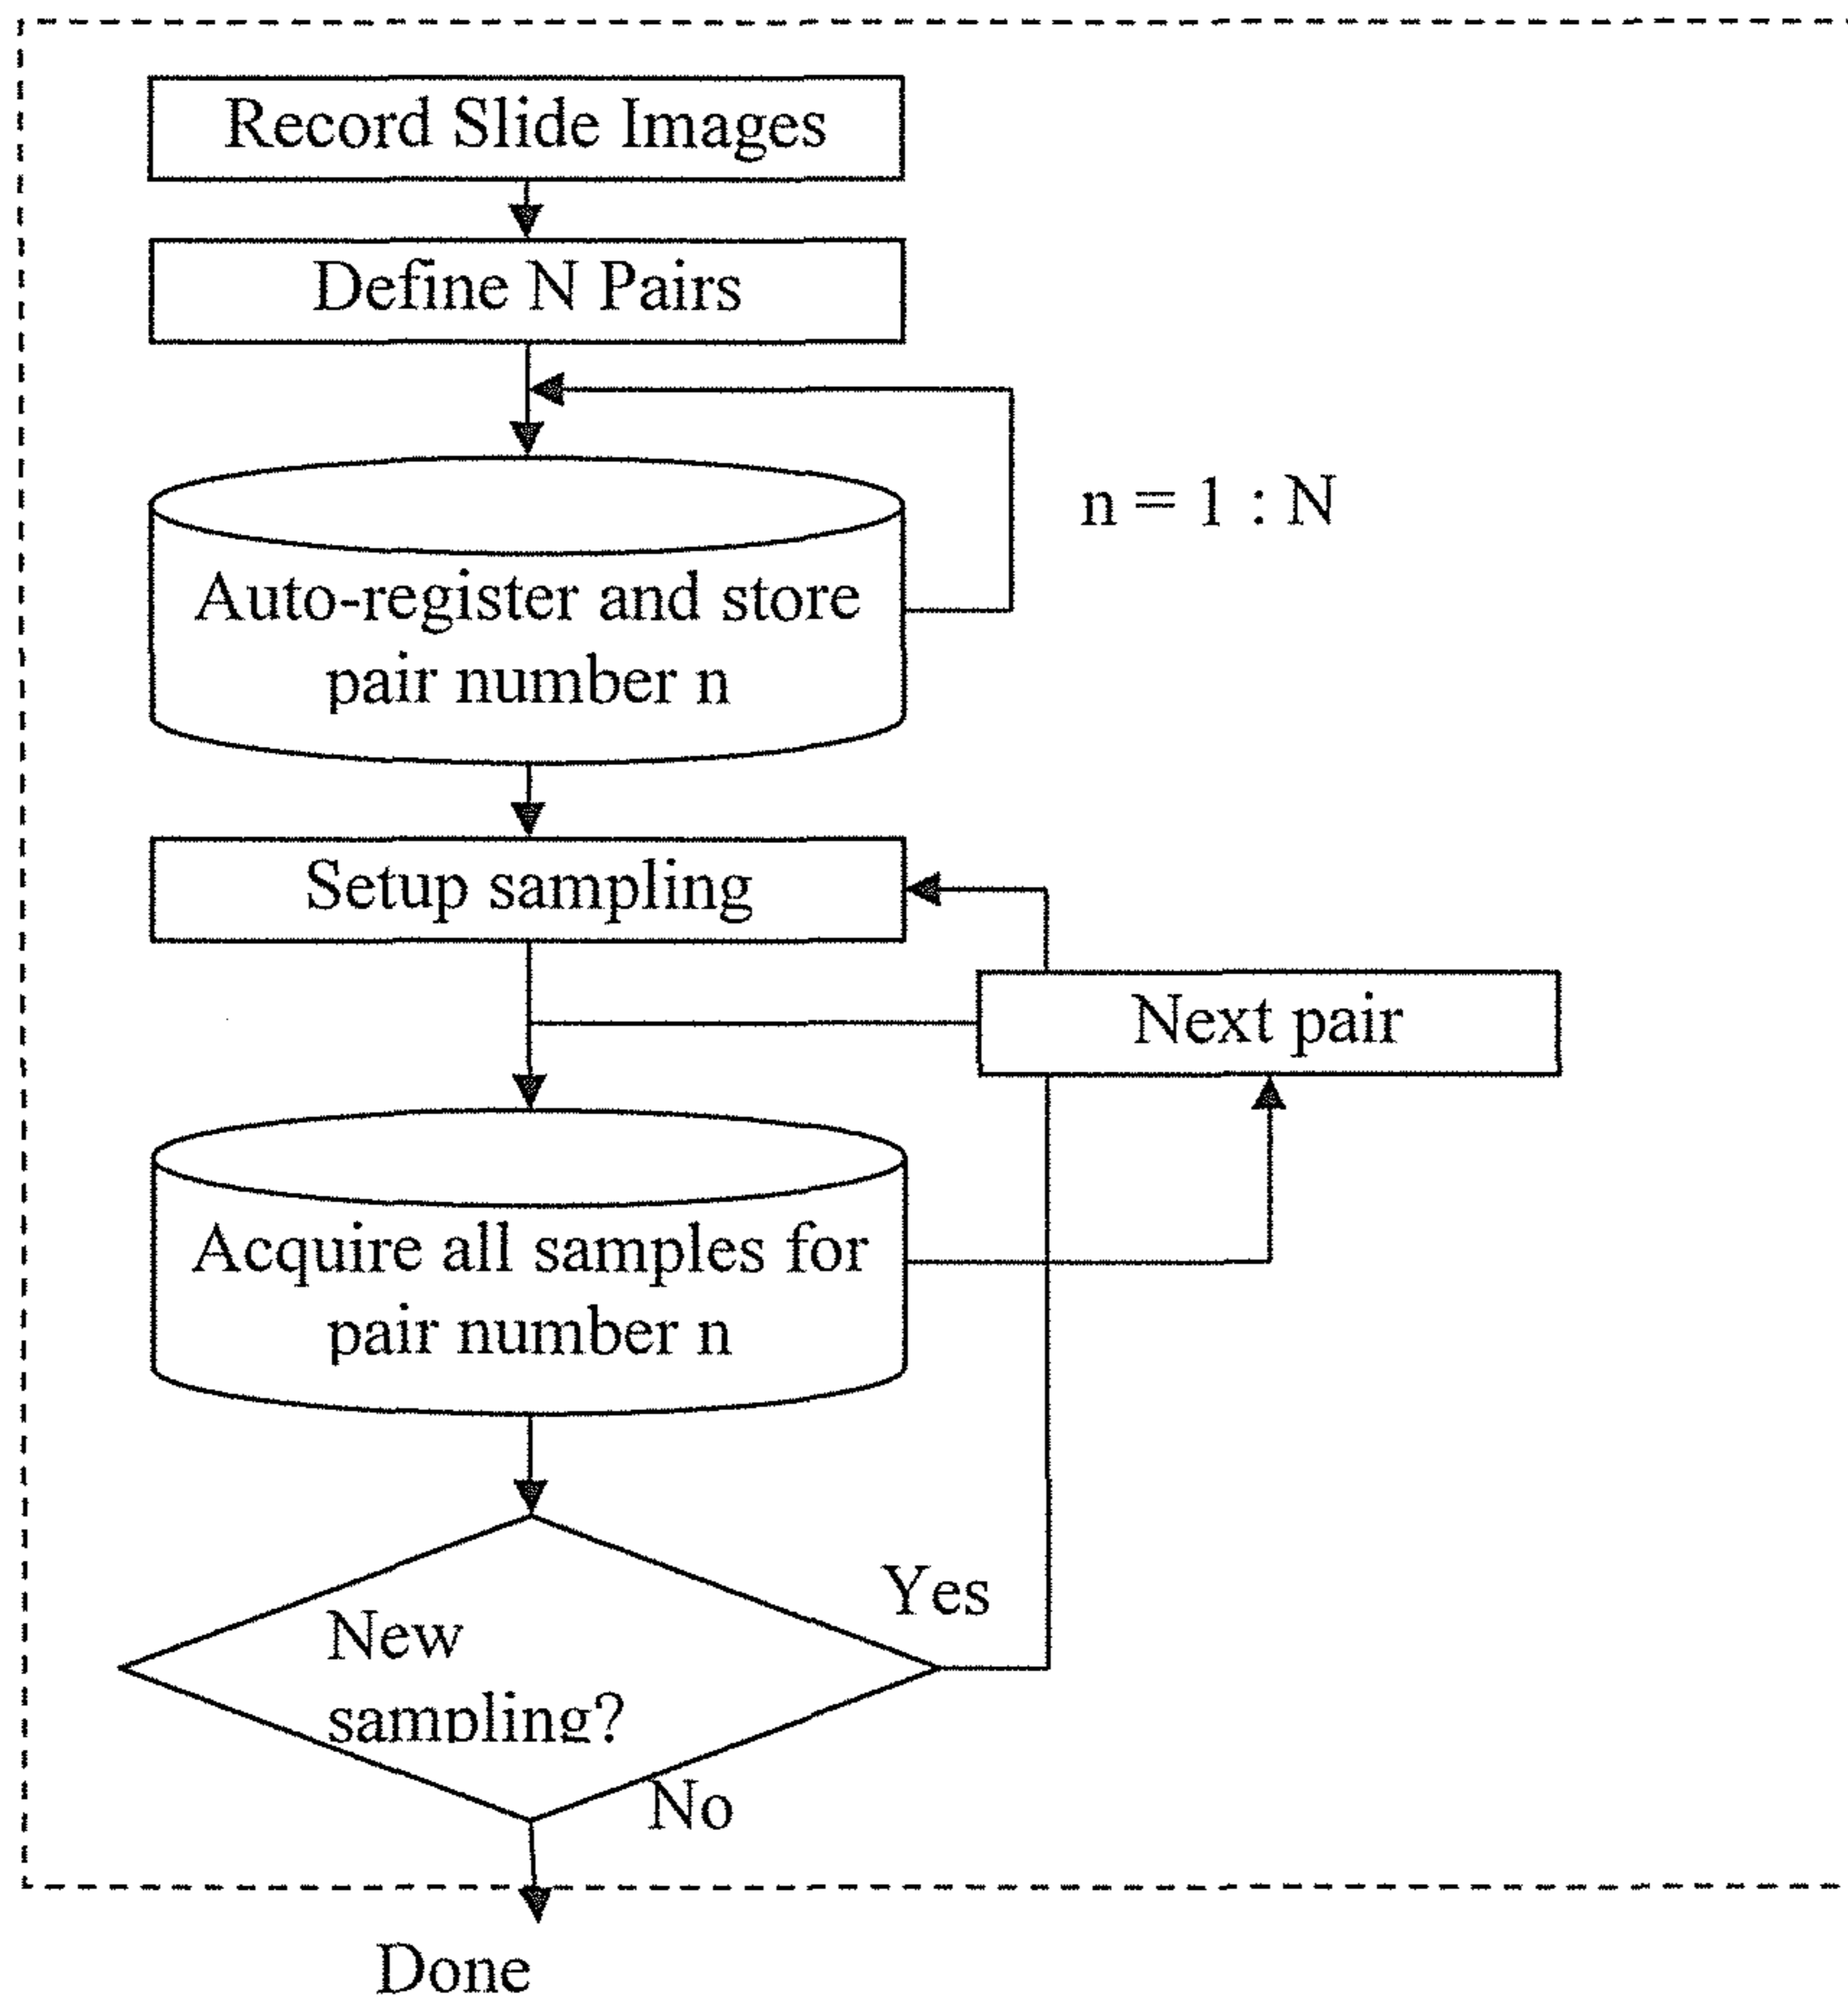 Record Slide Images
Define N Pairs
n = 1 : N
Auto-register and store
pair number n
Setup sampling
Next pair
Acquire all samples for
pair number n
Yes
New
sampling?
No
Done